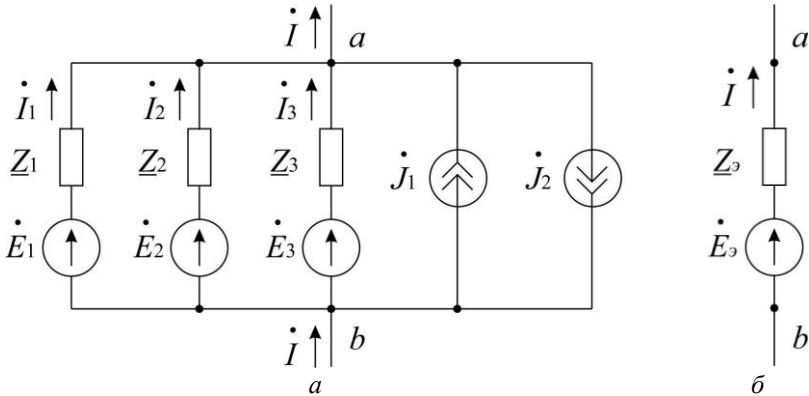 İ a a
İ1 İ2 İ3 İ
Z1 Z2 Z3 J̇1 J̇2 Zэ
Ė1 Ė2 Ė3 Ėэ
İ b b
а б